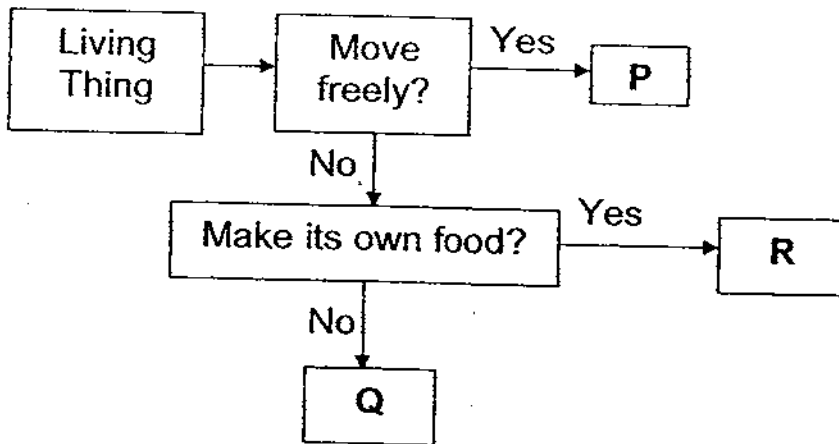 Living
Thing
Move
freely?
Yes
P
No
Make its own food?
Yes
R
No
Q